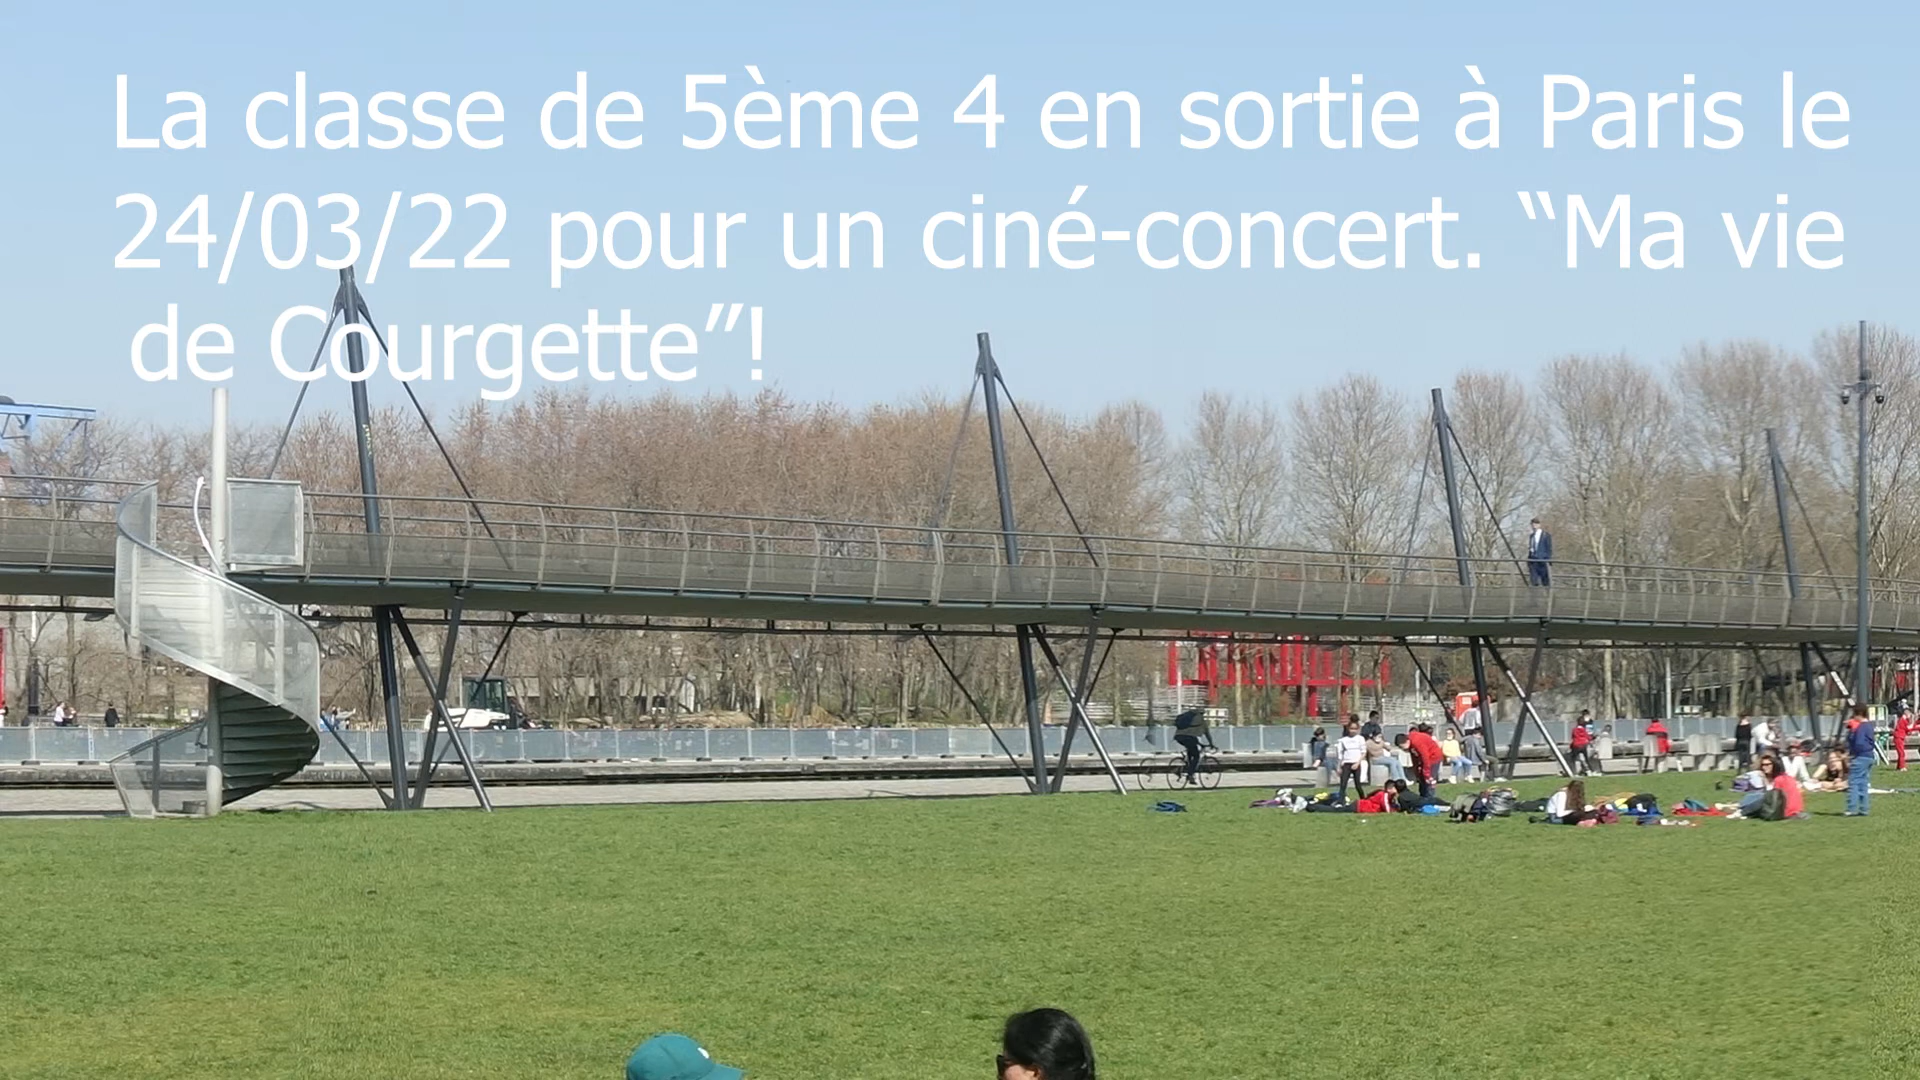 La classe de 5ème 4 en sortie à Paris le
24/03/22 pour un ciné-concert. “Ma vie
de Courgette”!